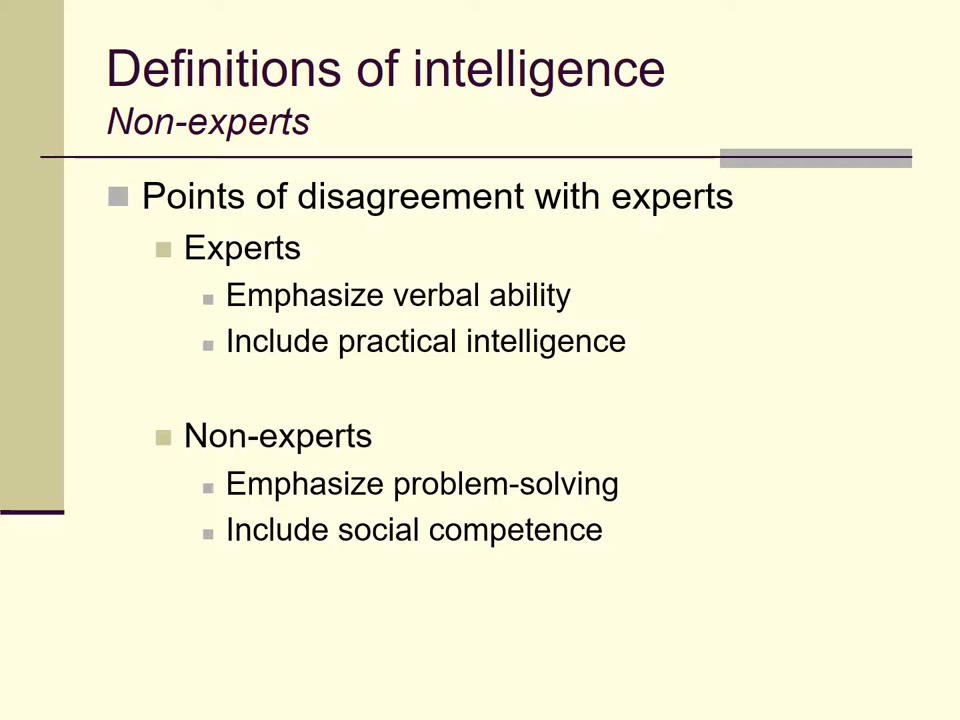 Definitions of intelligence
Non-experts
Points of disagreement with experts
Experts
Emphasize verbal ability
Include practical intelligence
Non-experts
Emphasize problem-solving
Include social competence